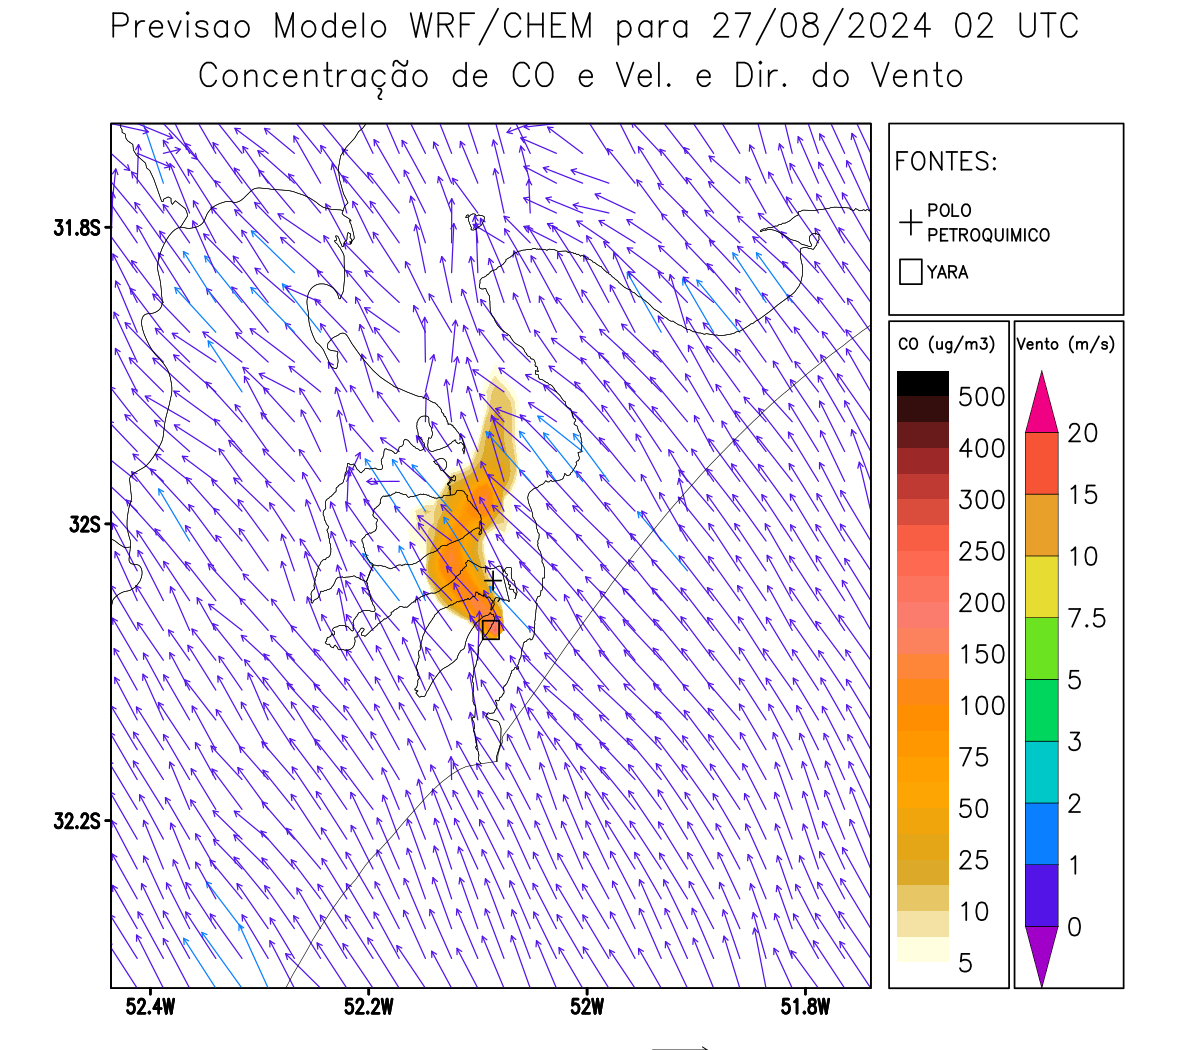 Previsao Modelo WRF/CHEM para 27/08/2024 02 UTC
Concentração de CO e Vel. e Dir. do Vento
FONTES:
POLO
PETROQUIMICO
YARA
31.8S
32S
32.2S
52.4W 52.2W 52W 51.8W
CO (ug/m3)
500
400
300
250
200
150
100
75
50
25
10
5
Vento (m/s)
20
15
10
7.5
5
3
2
1
0